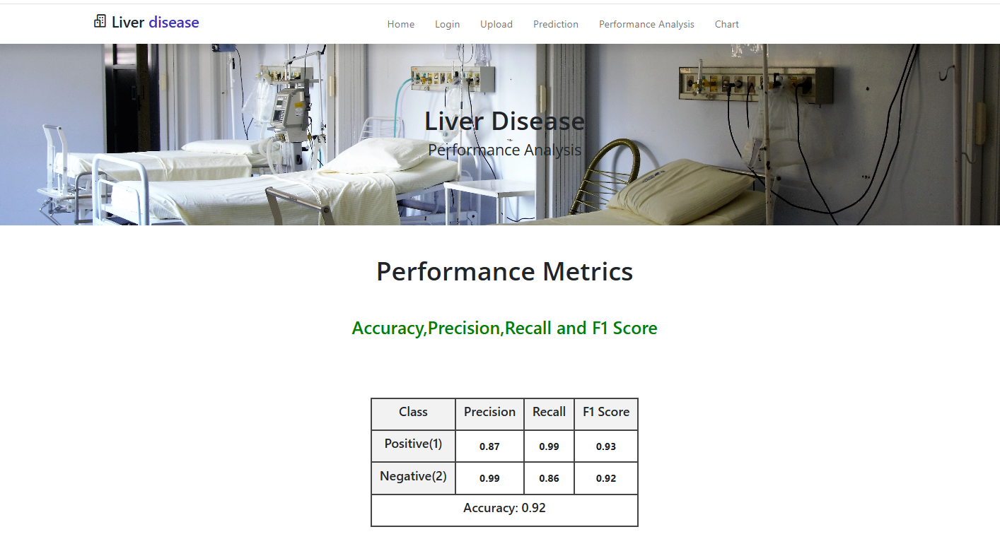 Liver disease
Home Login Upload Prediction Performance Analysis Chart
Liver Disease
Performance Analysis
Performance Metrics
Accuracy,Precision,Recall and F1 Score
Class Precision Recall F1 Score
Positive(1) 0.87 0.99 0.93
Negative(2) 0.99 0.86 0.92
Accuracy: 0.92